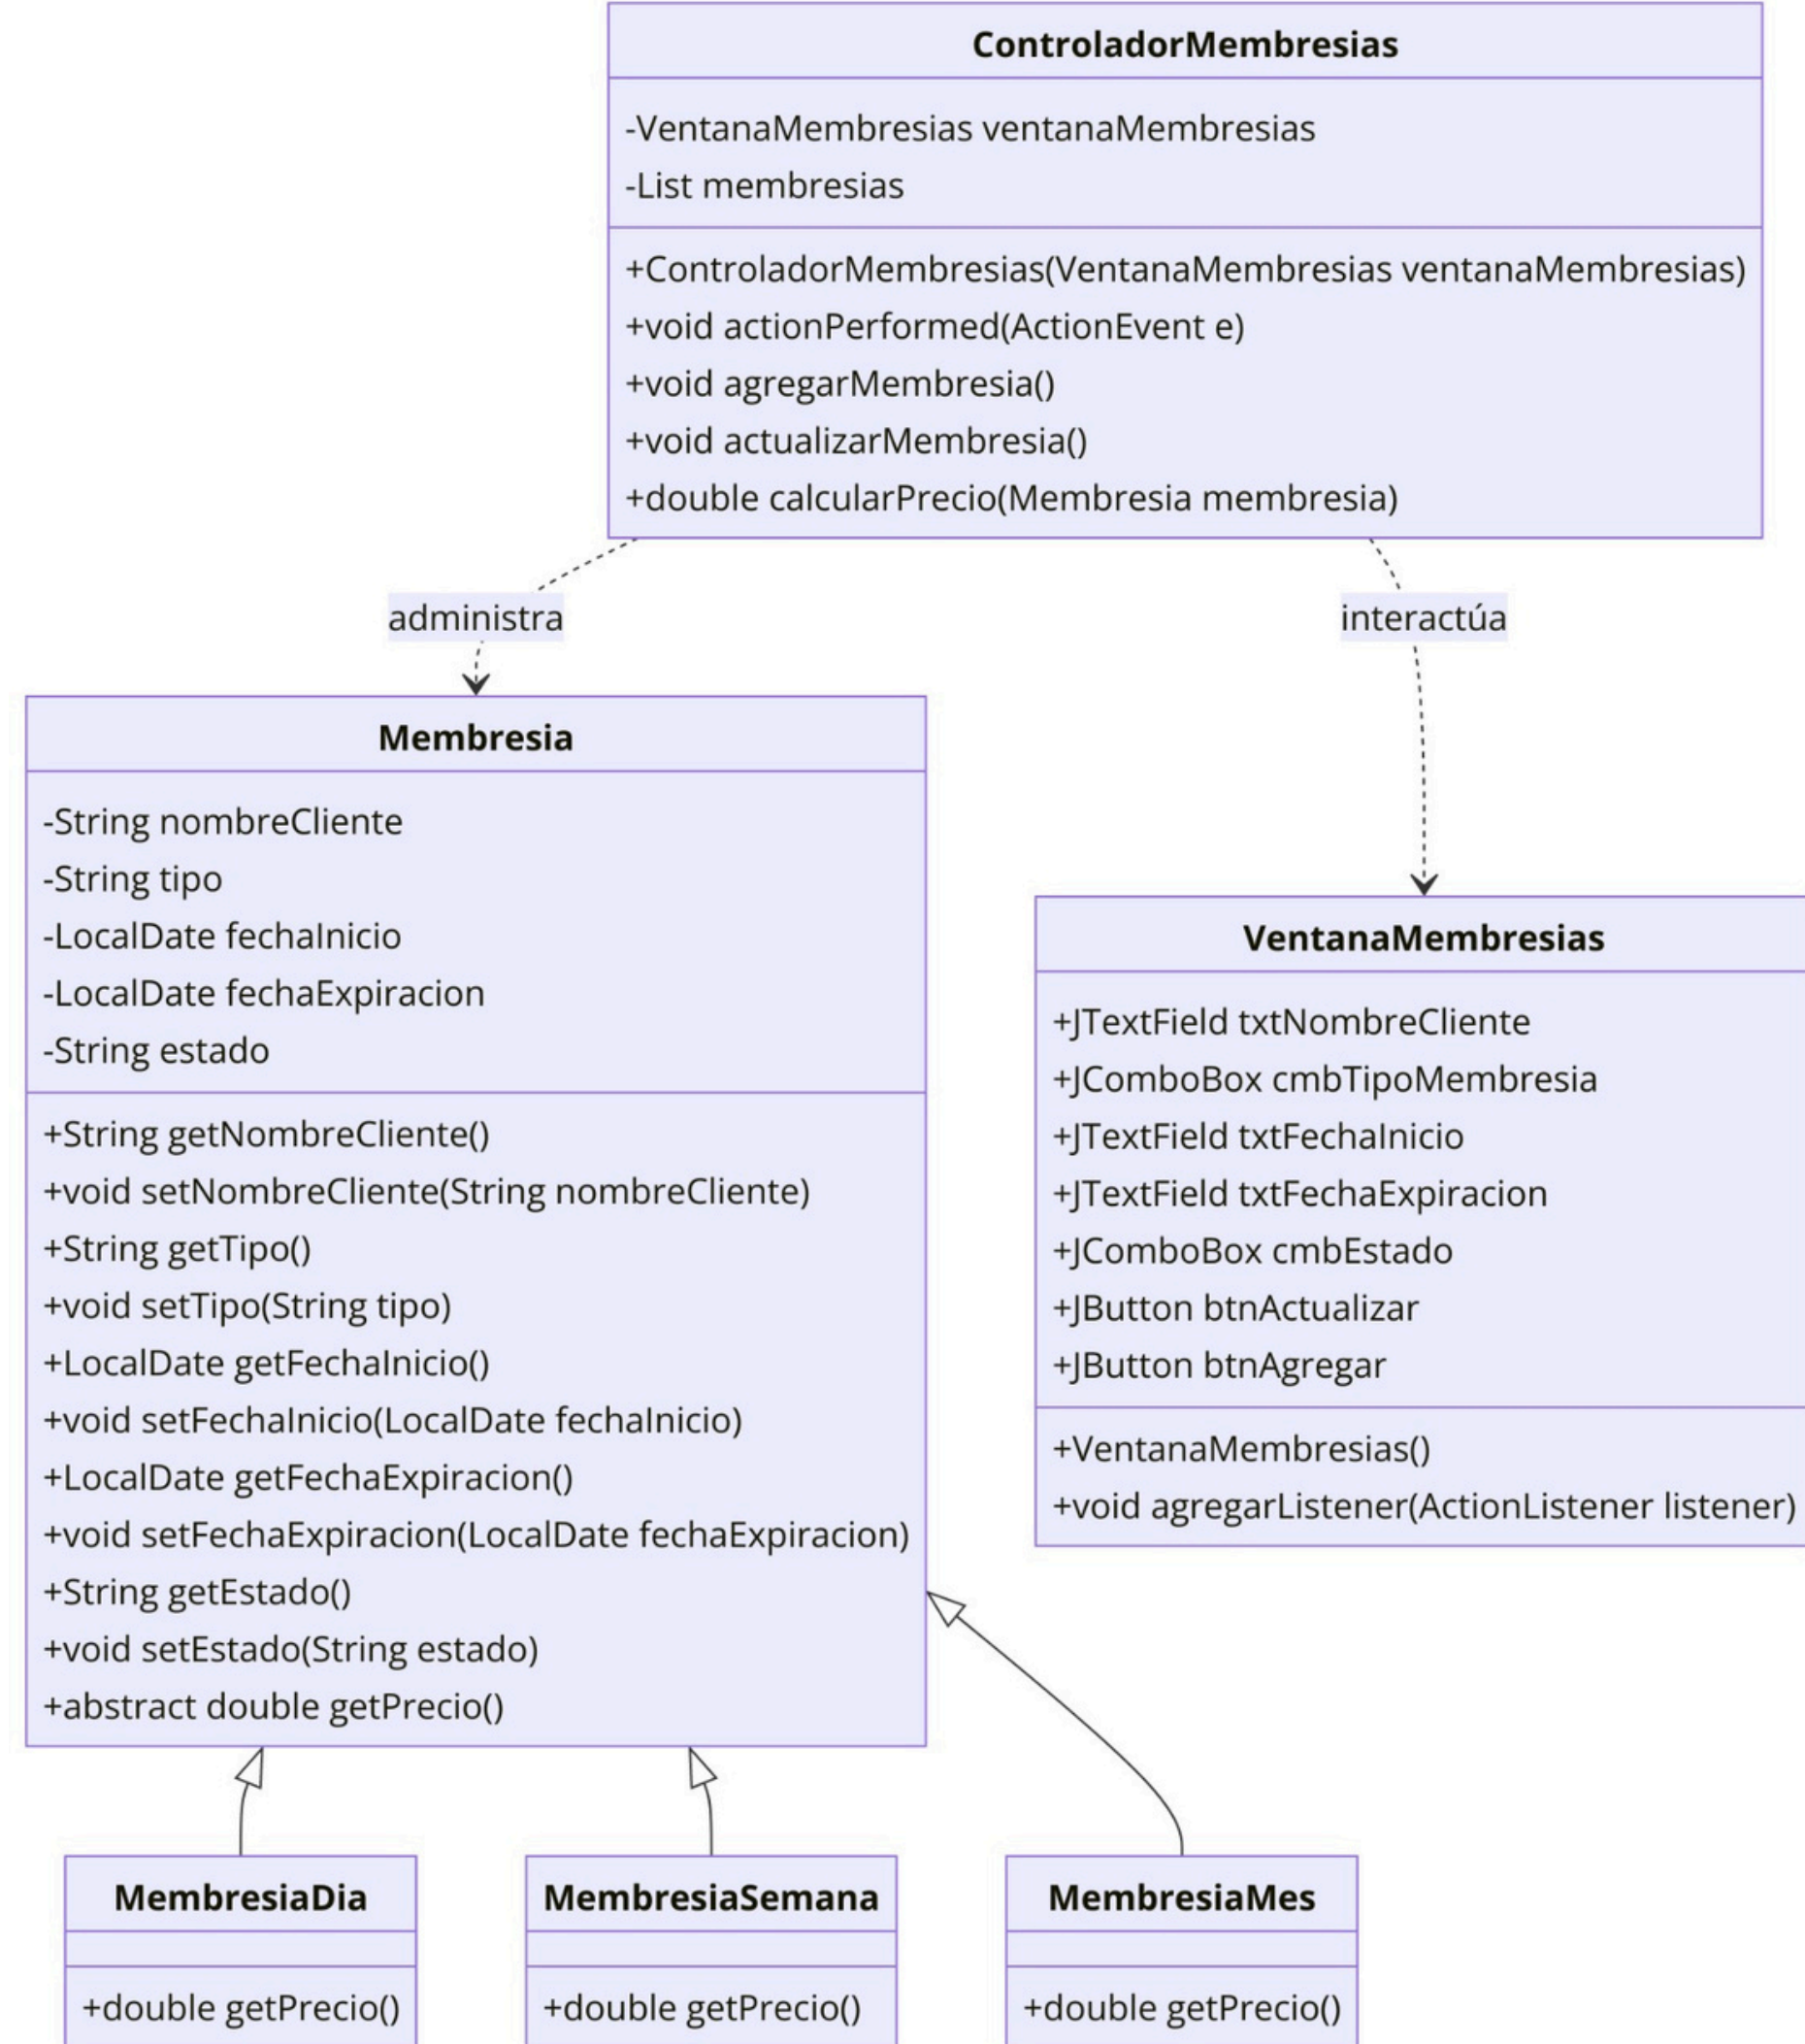 ControladorMembresias
-VentanaMembresias ventanaMembresias
-List membresias
+ControladorMembresias(VentanaMembresias ventanaMembresias)
+void actionPerformed(ActionEvent e)
+void agregarMembresia()
+void actualizarMembresia()
+double calcularPrecio(Membresia membresia)
administra
interactúa
Membresia
-String nombreCliente
-String tipo
-LocalDate fechaInicio
-LocalDate fechaExpiracion
-String estado
+String getNombreCliente()
+void setNombreCliente(String nombreCliente)
+String getTipo()
+void setTipo(String tipo)
+LocalDate getFechaInicio()
+void setFechaInicio(LocalDate fechaInicio)
+LocalDate getFechaExpiracion()
+void setFechaExpiracion(LocalDate fechaExpiracion)
+String getEstado()
+void setEstado(String estado)
+abstract double getPrecio()
VentanaMembresias
+JTextField txtNombreCliente
+JComboBox cmbTipoMembresia
+JTextField txtFechaInicio
+JTextField txtFechaExpiracion
+JComboBox cmbEstado
+JButton btnActualizar
+JButton btnAgregar
+VentanaMembresias()
+void agregarListener(ActionListener listener)
MembresiaDia
+double getPrecio()
MembresiaSemana
+double getPrecio()
MembresiaMes
+double getPrecio()